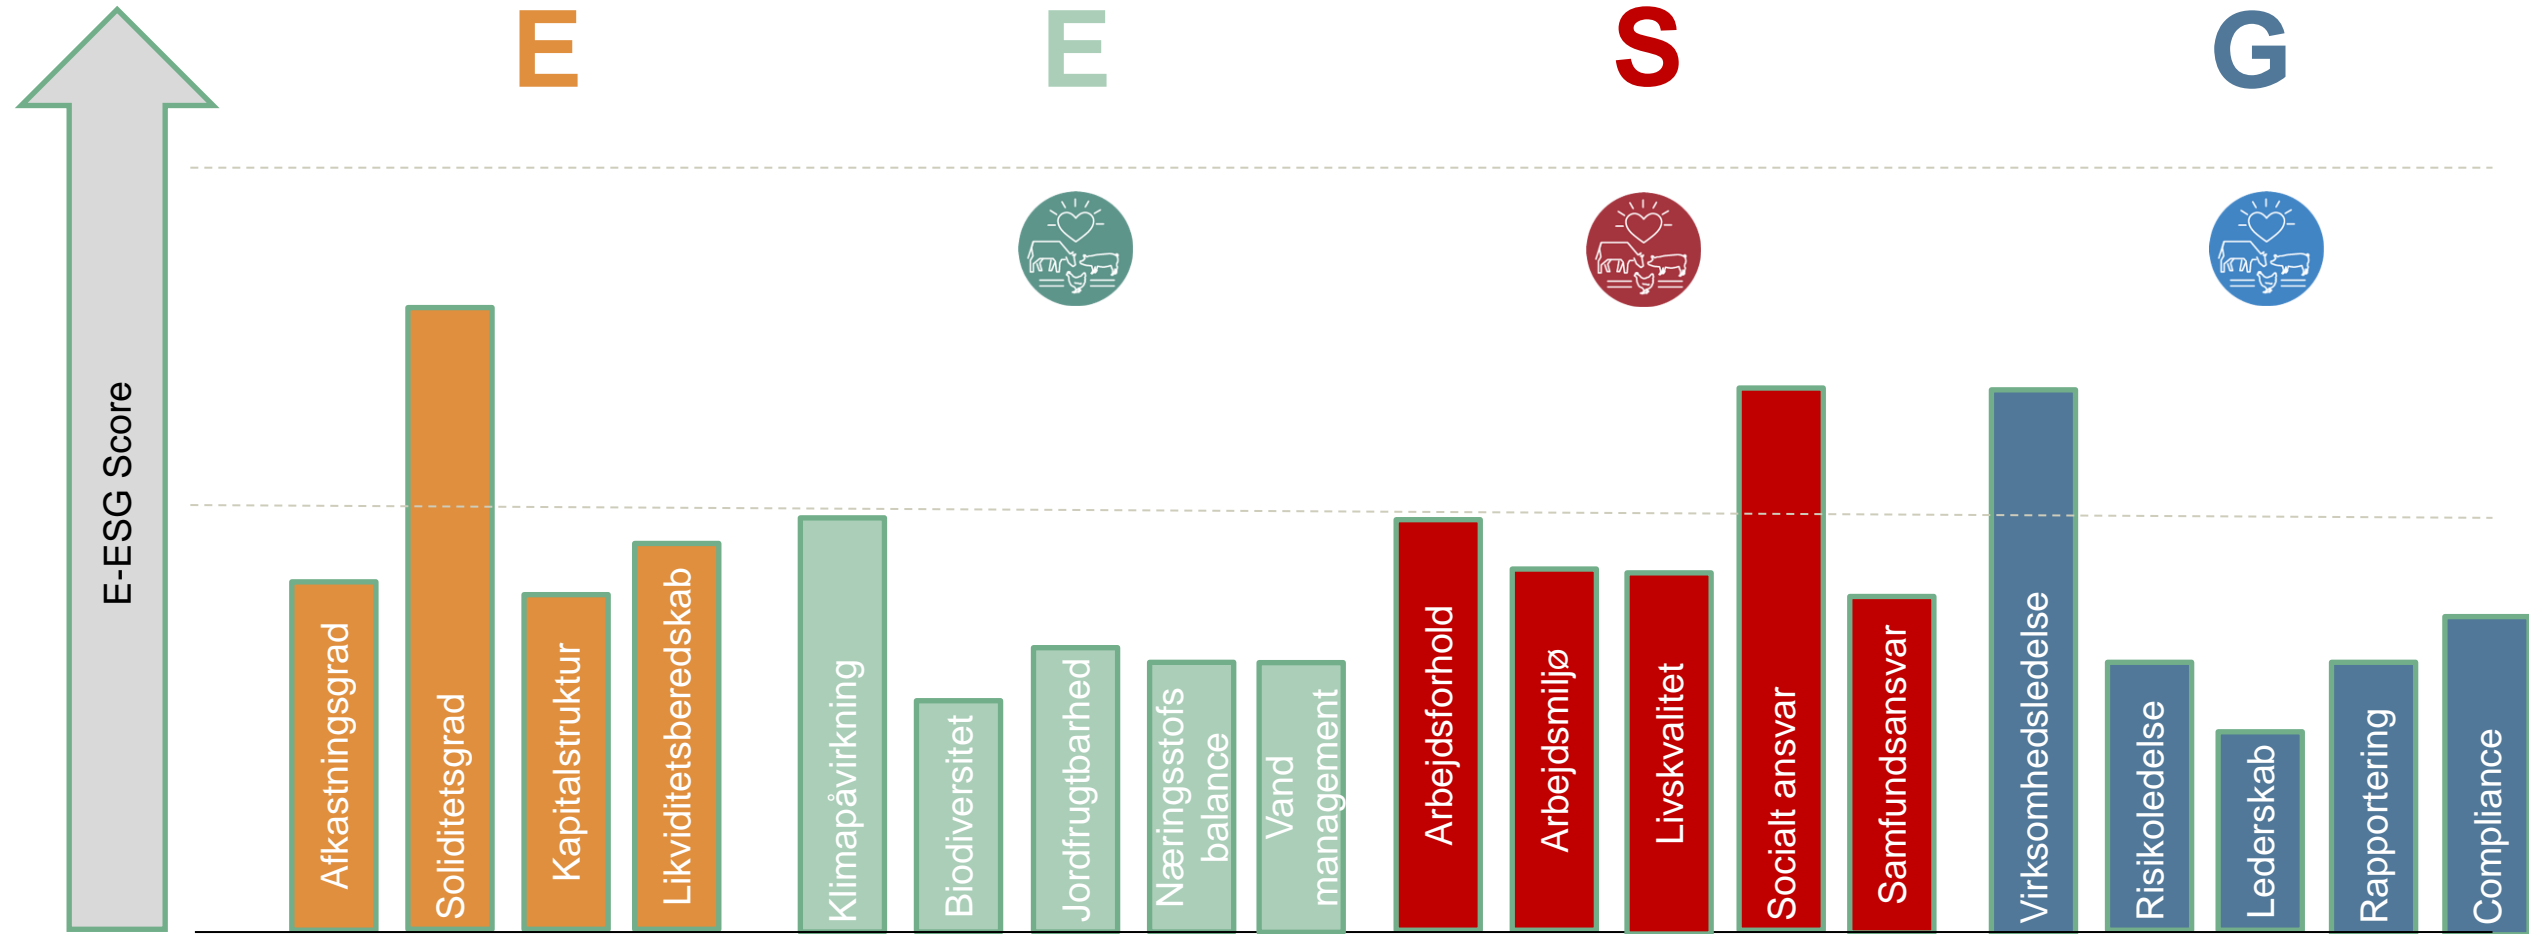 E
E
S
G
E-ESG Score
Afkastningsgrad
Soliditetsgrad
Kapitalstruktur
Likviditetsberedskab
Klimapåvirkning
Biodiversitet
Jordfrugtbarhed
Næringsstofs
balance
Vand
management
Arbejdsforhold
Arbejdsmiljø
Livskvalitet
Socialt ansvar
Samfundsansvar
Virksomhedsledelse
Risikoledelse
Lederskab
Rapportering
Compliance